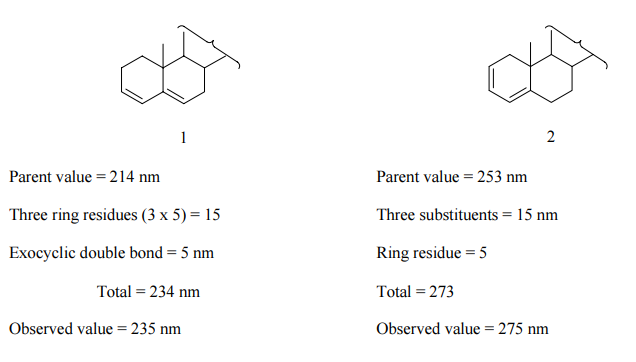 1
Parent value = 214 nm
Three ring residues (3 x 5) = 15
Exocyclic double bond = 5 nm
Total = 234 nm
Observed value = 235 nm
2
Parent value = 253 nm
Three substituents = 15 nm
Ring residue = 5
Total = 273
Observed value = 275 nm